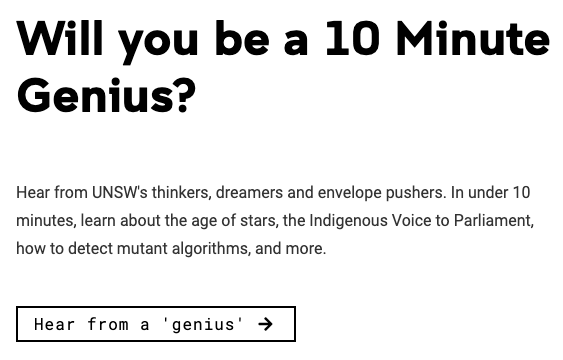 Will you be a 10 Minute
Genius?
Hear from UNSW's thinkers, dreamers and envelope pushers. In under 10
minutes, learn about the age of stars, the Indigenous Voice to Parliament,
how to detect mutant algorithms, and more.
Hear from a 'genius' →